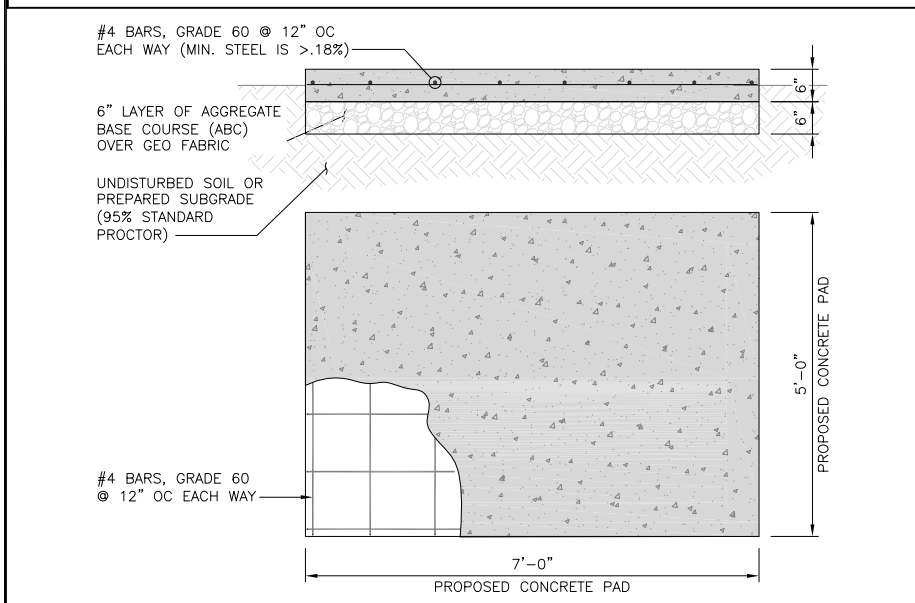 #4 BARS, GRADE 60 @ 12" OC
EACH WAY (MIN. STEEL IS >.18%)
6"
6" LAYER OF AGGREGATE
BASE COURSE (ABC)
OVER GEO FABRIC
6"
UNDISTURBED SOIL OR
PREPARED SUBGRADE
(95% STANDARD
PROCTOR)
5'-0"
PROPOSED CONCRETE PAD
#4 BARS, GRADE 60
@ 12" OC EACH WAY
7'-0"
PROPOSED CONCRETE PAD